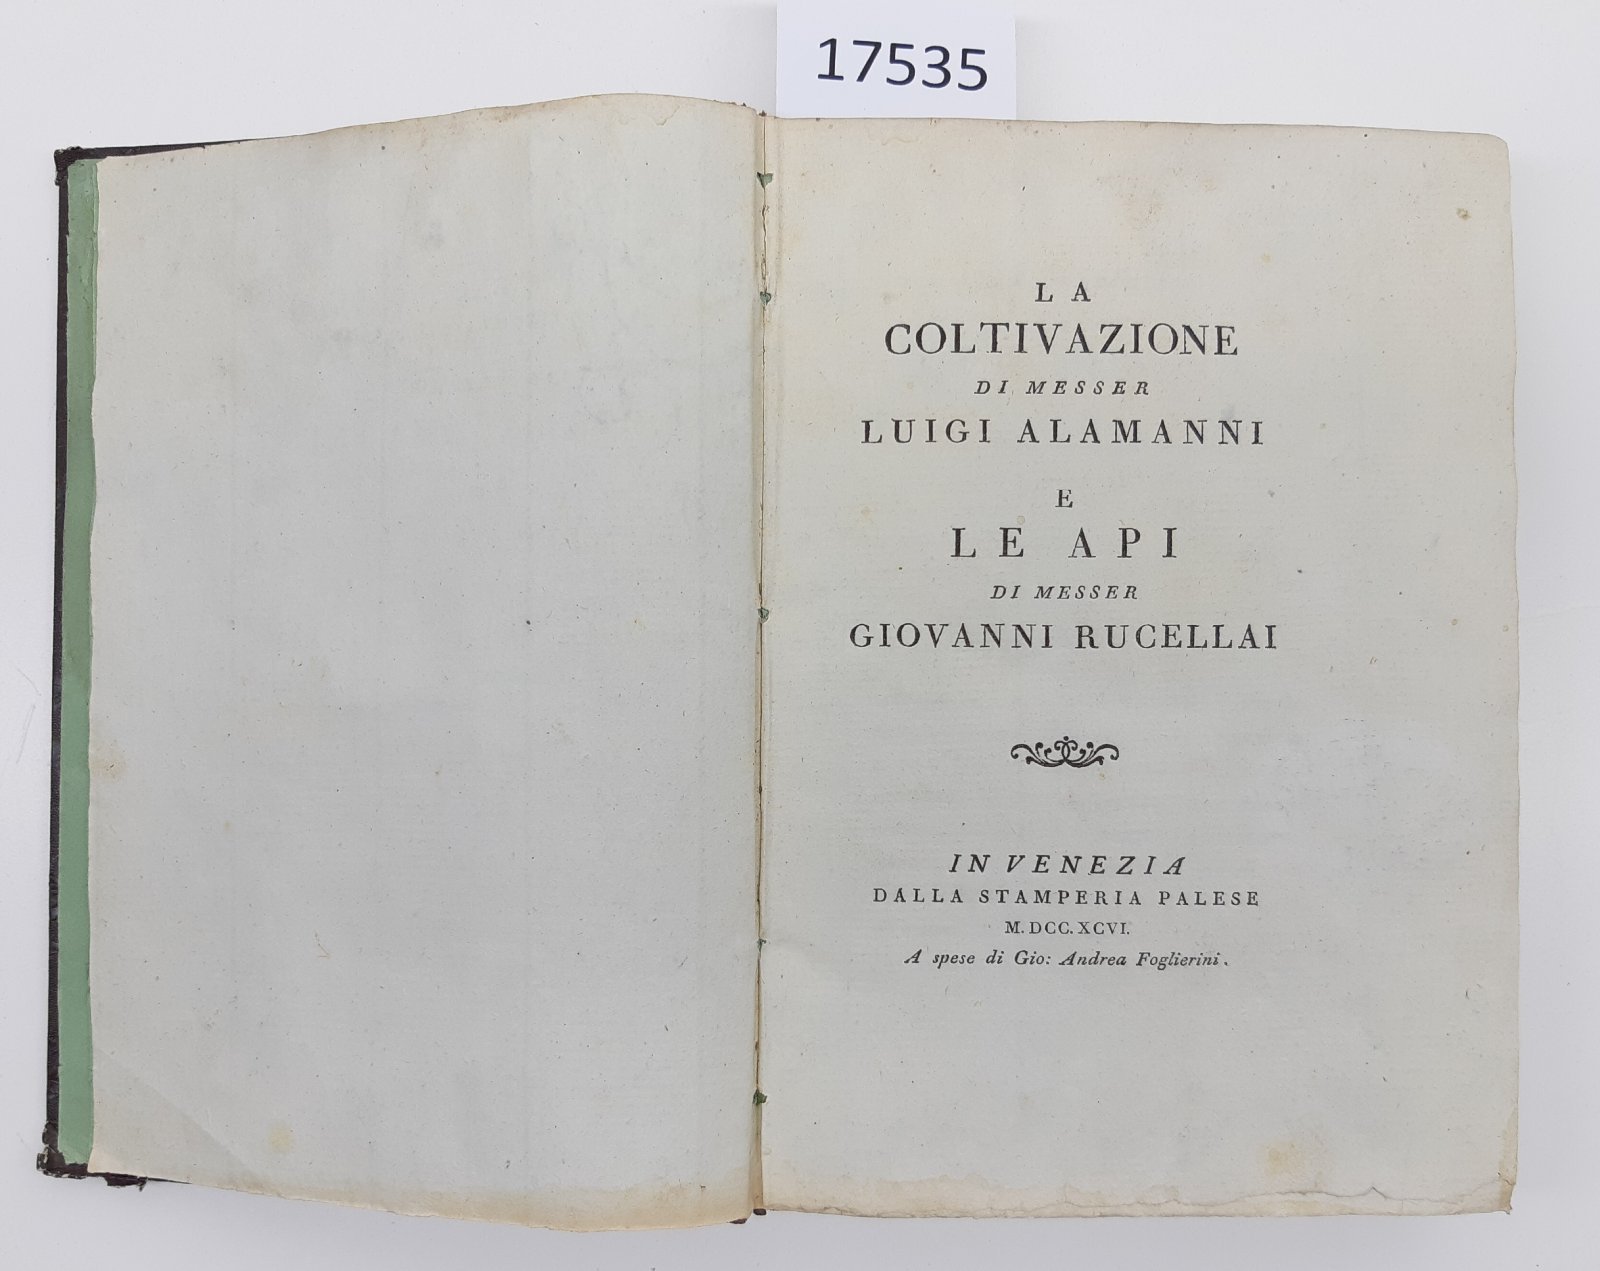 17535
LA
COLTIVAZIONE
DI MESSER
LUIGI ALAMANNI
E
LE API
DI MESSER
GIOVANNI RUCELLAI
IN VENEZIA
DALLA STAMPERIA PALESE
M. DCC. XCVI.
A spese di Gio: Andrea Foglierini.